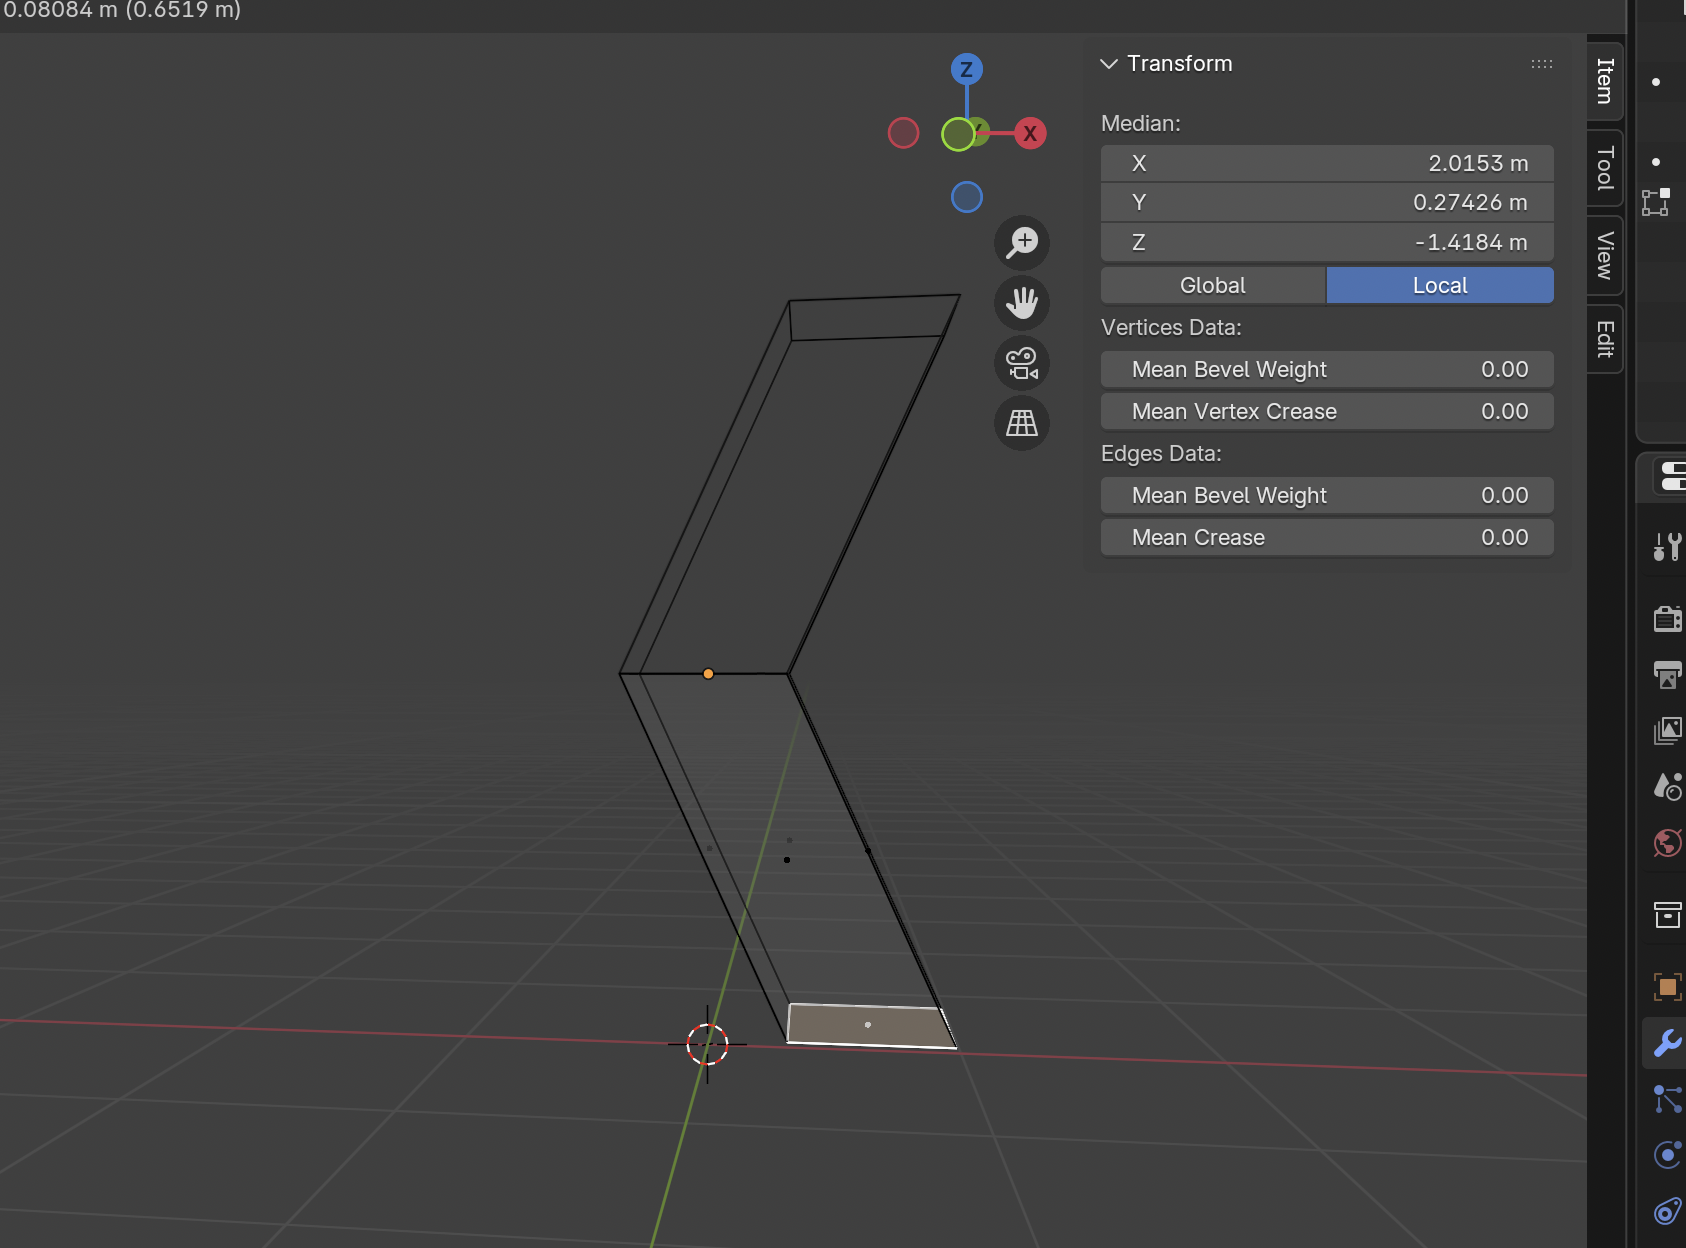 0.08084 m (0.6519 m)
Transform
Median:
X 2.0153 m
Y 0.27426 m
Z -1.4184 m
Global Local
Vertices Data:
Mean Bevel Weight 0.00
Mean Vertex Crease 0.00
Edges Data:
Mean Bevel Weight 0.00
Mean Crease 0.00
Item
Tool
View
Edit
Z
Y
X